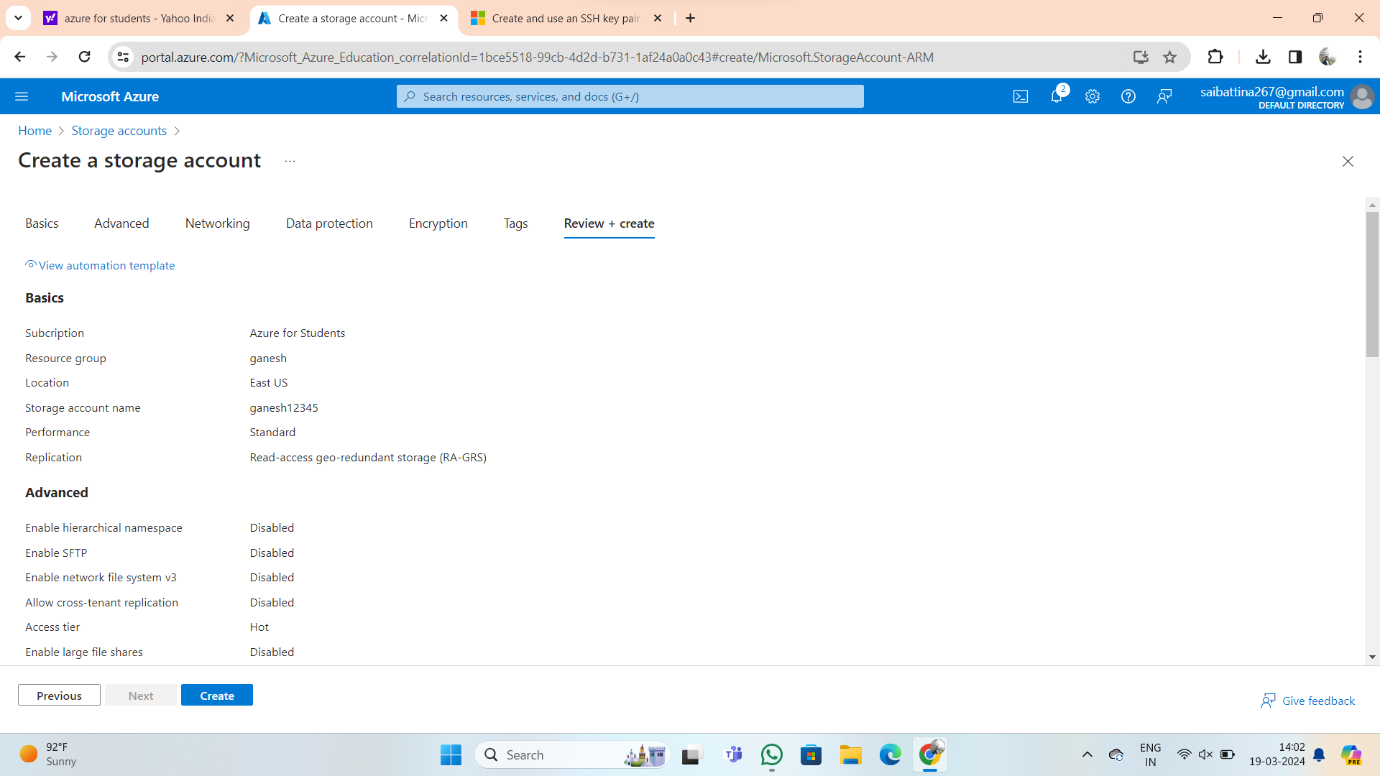 azure for students - Yahoo India
Create a storage account - Micr
Create and use an SSH key pair
portal.azure.com/?Microsoft_Azure_Education_correlationId=1bce5518-99cb-4d2d-b731-1af24a0a0c43#create/Microsoft.StorageAccount-ARM
Microsoft Azure
Search resources, services, and docs (G+/)
2
saibattina267@gmail.com
DEFAULT DIRECTORY
Home > Storage accounts >
Create a storage account ...
Basics Advanced Networking Data protection Encryption Tags Review + create
View automation template
Basics
Subcription Azure for Students
Resource group ganesh
Location East US
Storage account name ganesh12345
Performance Standard
Replication Read-access geo-redundant storage (RA-GRS)
Advanced
Enable hierarchical namespace Disabled
Enable SFTP Disabled
Enable network file system v3 Disabled
Allow cross-tenant replication Disabled
Access tier Hot
Enable large file shares Disabled
Previous Next Create
Give feedback
92°F
Sunny
Search
ENG
IN
14:02
19-03-2024
PRE